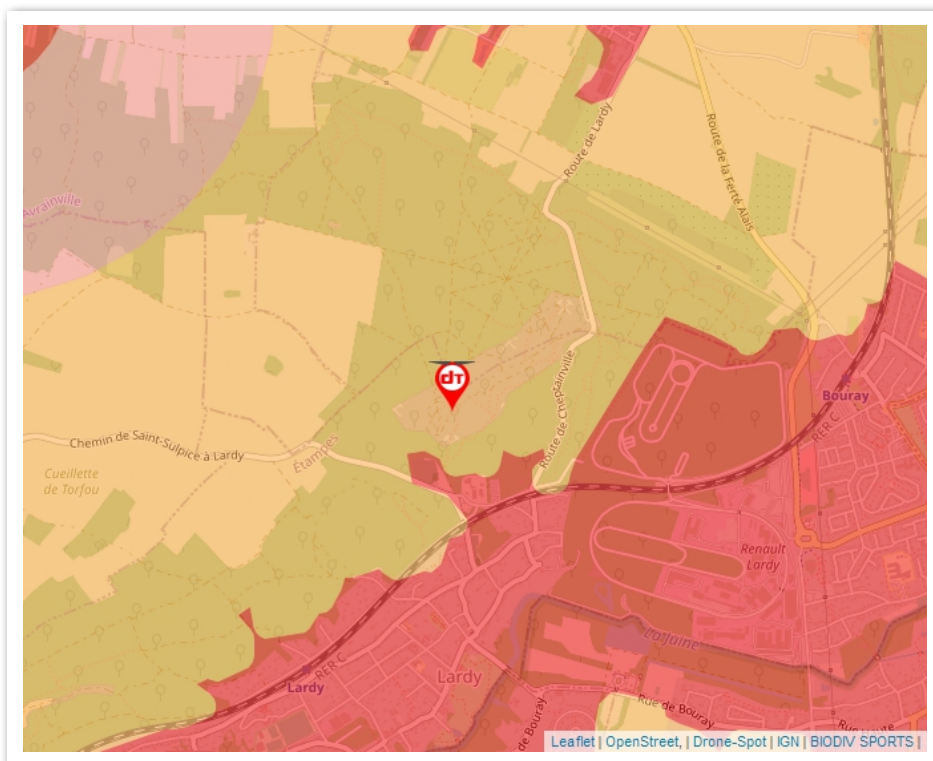 Route de Lardy
Route de la Ferté Alais
Avrainville
dT
Route de Cheptainville
Bouray
RER C
Chemin de Saint-Sulpice à Lardy
Étampes
Cueillette
de Torfou
Renault
Lardy
La Juine
RER C
Lardy
Lardy
de Bouray
Rue de Bouray
Leaflet | OpenStreet, | Drone-Spot | IGN | BIODIV SPORTS |